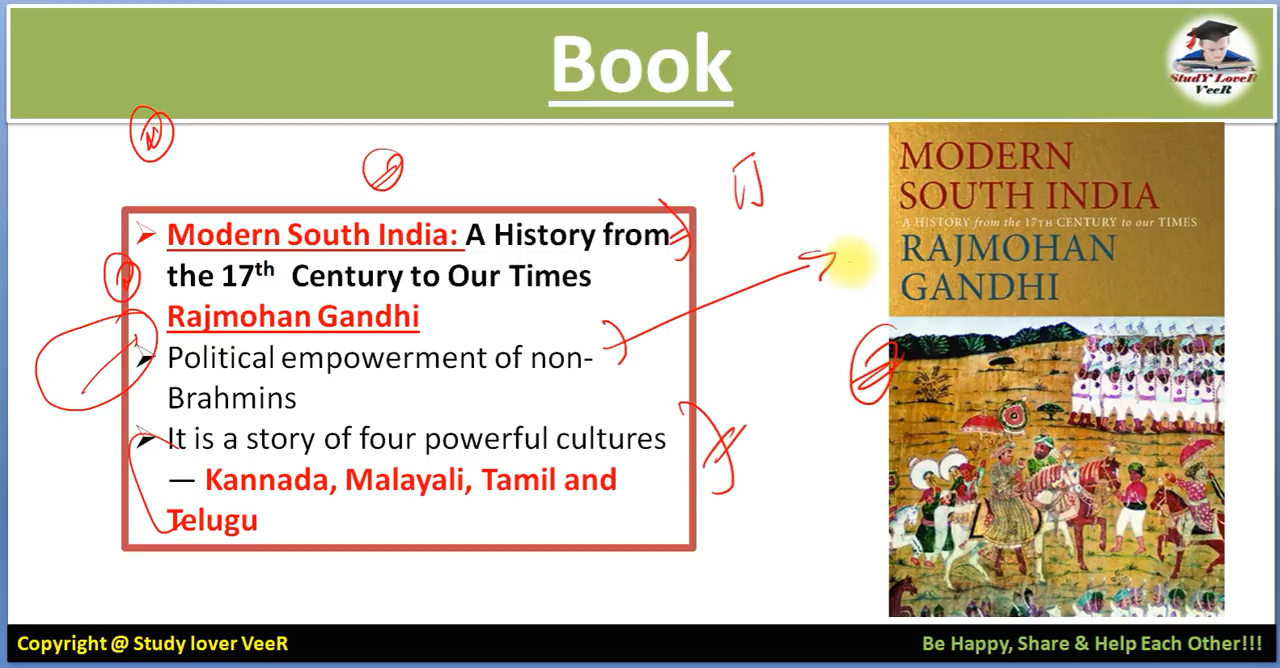 Book
StudY LoveR
VeeR
Modern South India: A History from
the 17th Century to Our Times
Rajmohan Gandhi
Political empowerment of non-
Brahmins
It is a story of four powerful cultures
— Kannada, Malayali, Tamil and
Telugu
MODERN
SOUTH INDIA
A HISTORY from the 17TH CENTURY to our TIMES
RAJMOHAN
GANDHI
Copyright @ Study lover VeeR
Be Happy, Share & Help Each Other!!!